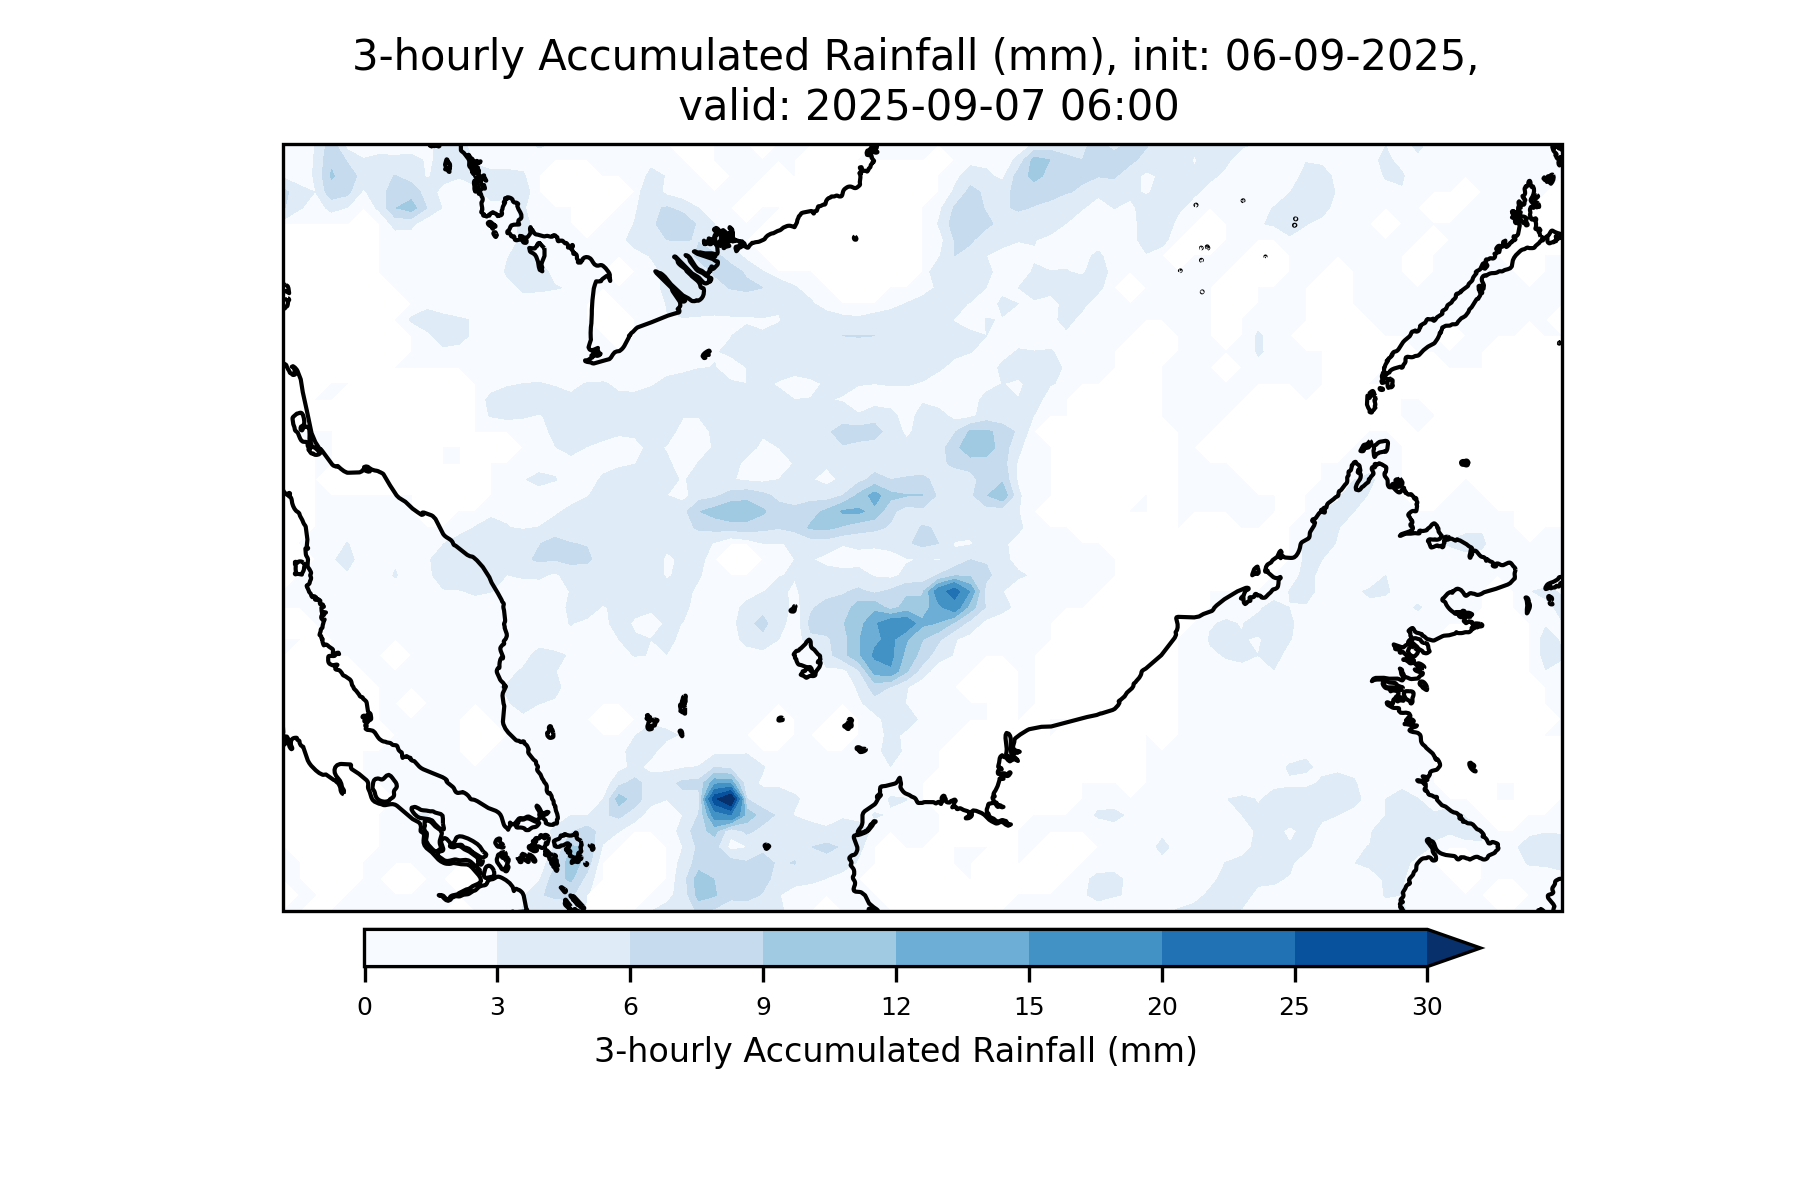 3-hourly Accumulated Rainfall (mm), init: 06-09-2025,
valid: 2025-09-07 06:00
0 3 6 9 12 15 20 25 30
3-hourly Accumulated Rainfall (mm)